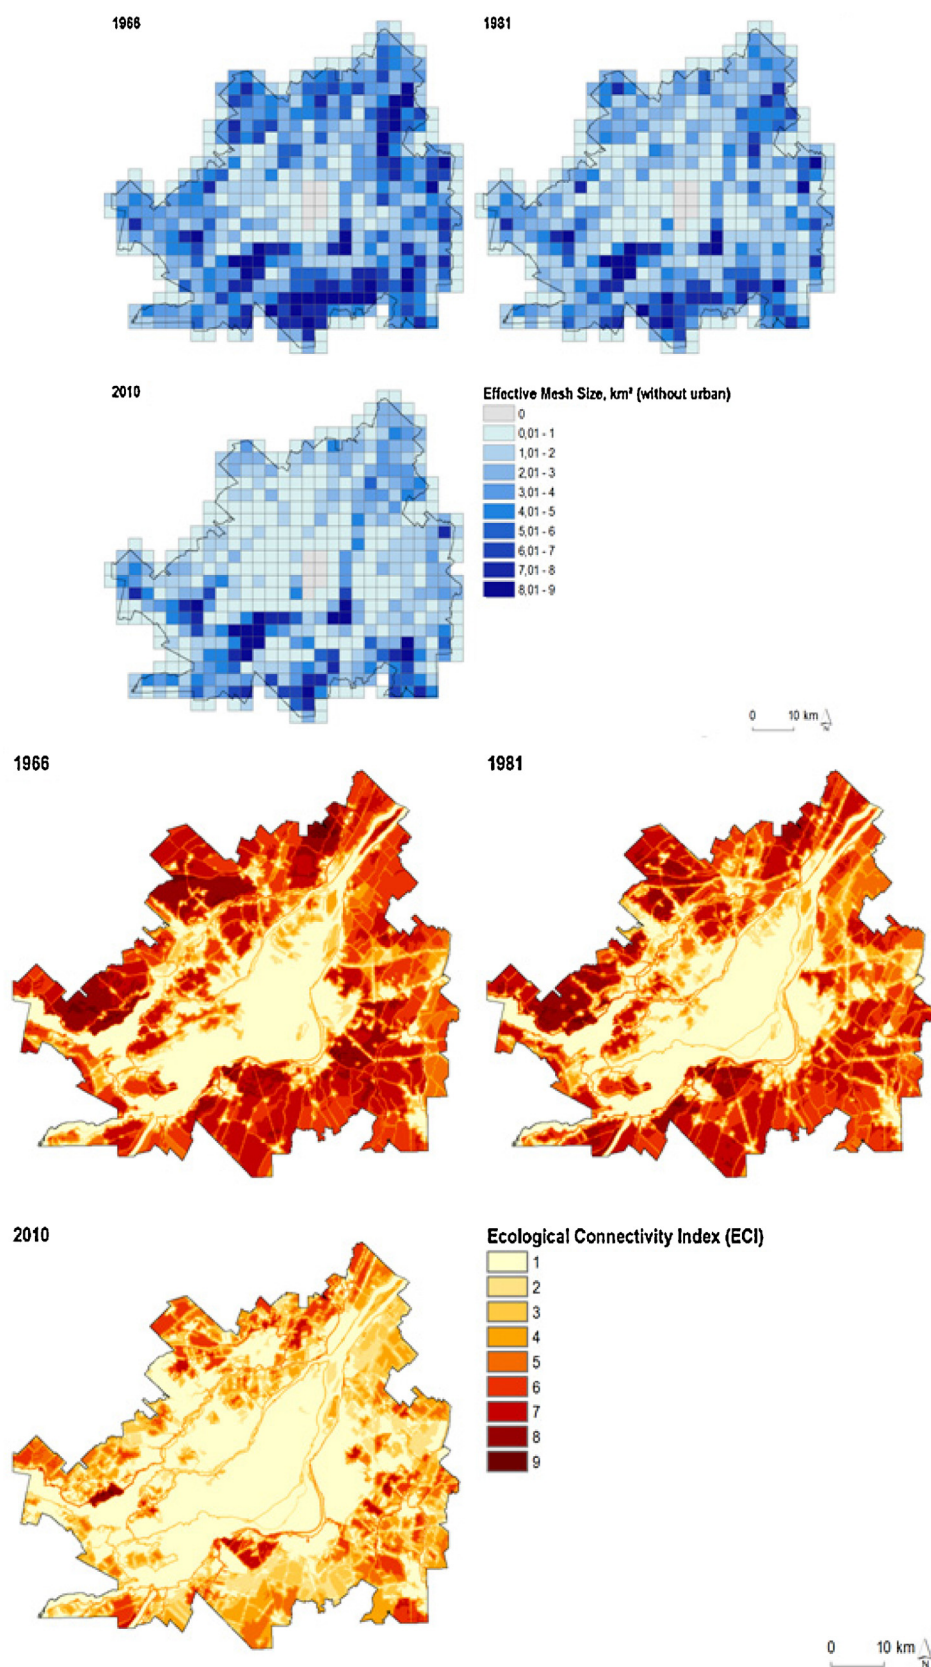 1966
1981
2010
Effective Mesh Size, km² (without urban)
0
0,01 - 1
1,01 - 2
2,01 - 3
3,01 - 4
4,01 - 5
5,01 - 6
6,01 - 7
7,01 - 8
8,01 - 9
0 10 km
N
1966
1981
2010
Ecological Connectivity Index (ECI)
1
2
3
4
5
6
7
8
9
0 10 km
N